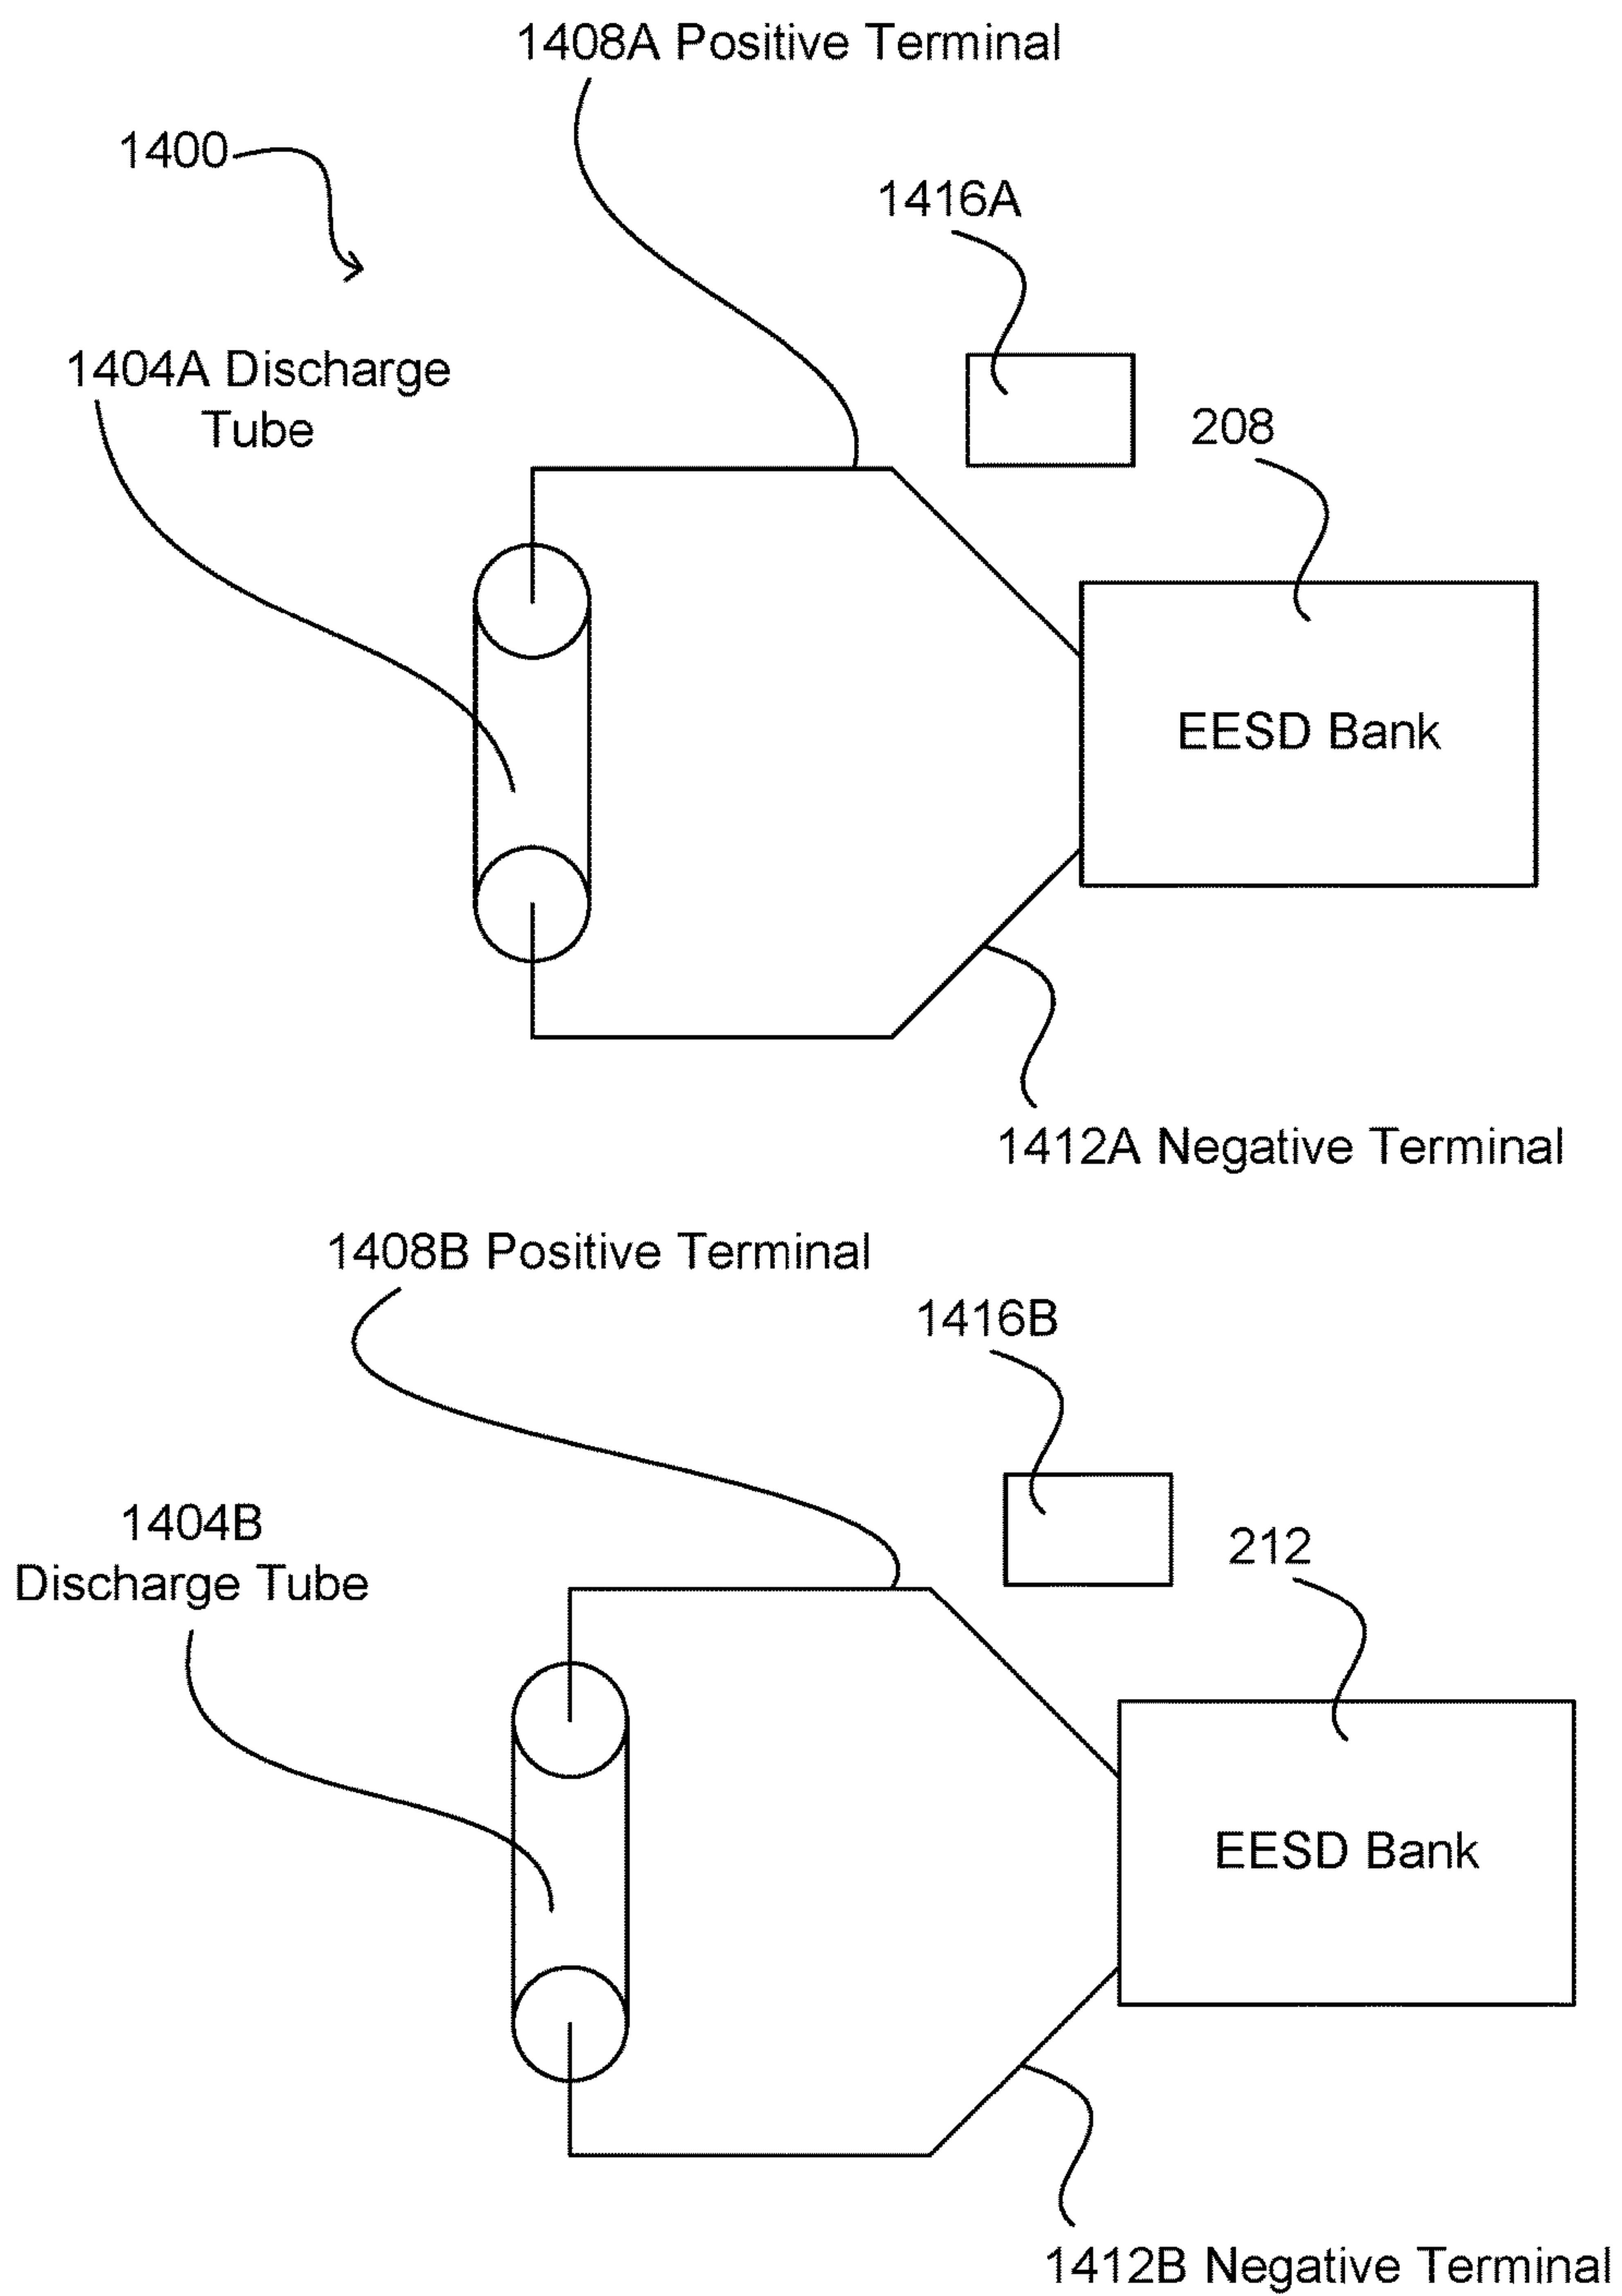 1408A Positive Terminal
1400
1416A
1404A Discharge
Tube
208
EESD Bank
1412A Negative Terminal
1408B Positive Terminal
1416B
1404B
Discharge Tube
212
EESD Bank
1412B Negative Terminal